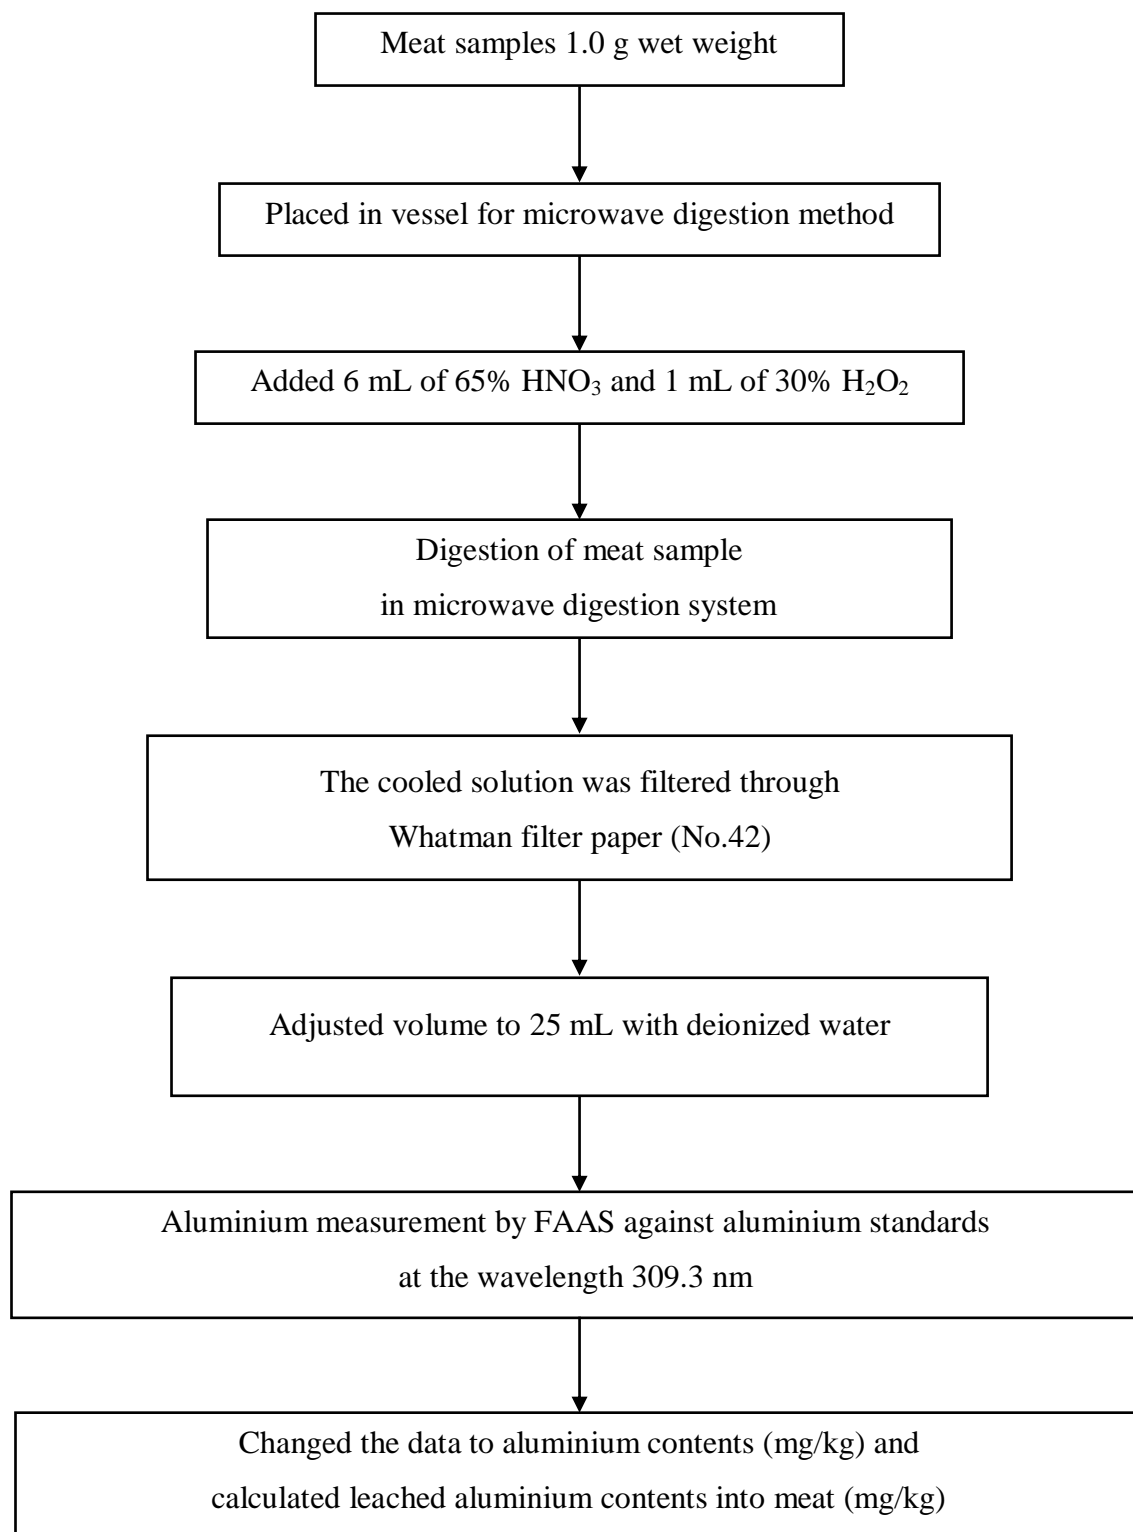 Meat samples 1.0 g wet weight
Placed in vessel for microwave digestion method
Added 6 mL of 65% HNO₃ and 1 mL of 30% H₂O₂
Digestion of meat sample
in microwave digestion system
The cooled solution was filtered through
Whatman filter paper (No.42)
Adjusted volume to 25 mL with deionized water
Aluminium measurement by FAAS against aluminium standards
at the wavelength 309.3 nm
Changed the data to aluminium contents (mg/kg) and
calculated leached aluminium contents into meat (mg/kg)